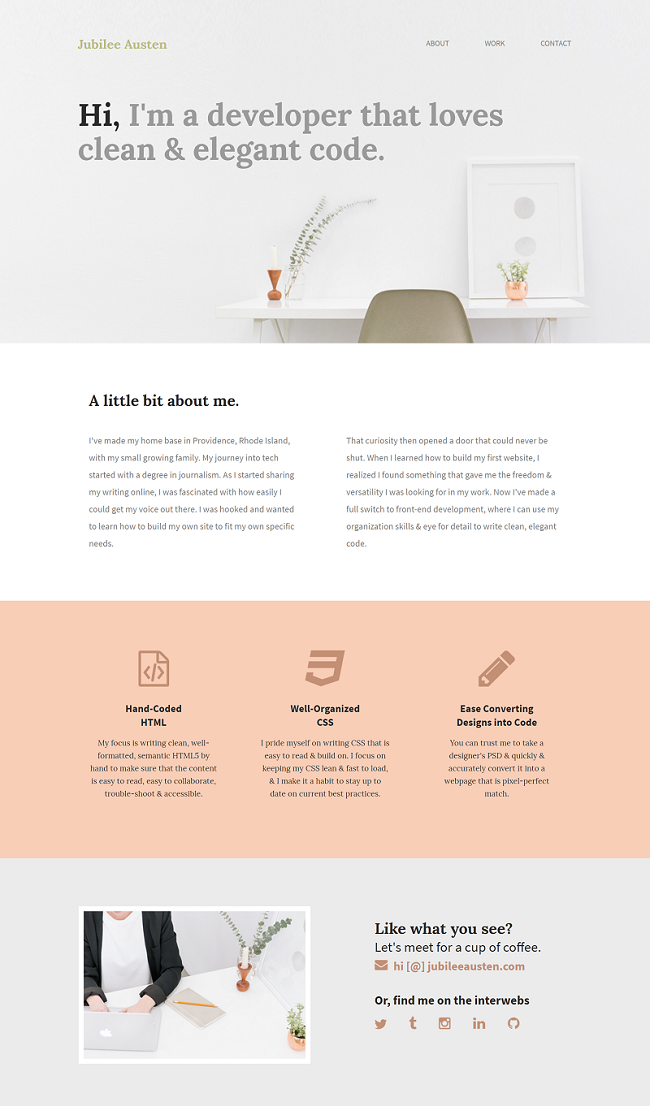 Jubilee Austen
ABOUT WORK CONTACT
Hi, I'm a developer that loves
clean & elegant code.
A little bit about me.
I've made my home base in Providence, Rhode Island,
with my small growing family. My journey into tech
started with a degree in journalism. As I started sharing
my writing online, I was fascinated with how easily I
could get my voice out there. I was hooked and wanted
to learn how to build my own site to fit my own specific
needs.
That curiosity then opened a door that could never be
shut. When I learned how to build my first website, I
realized I found something that gave me the freedom &
versatility I was looking for in my work. Now I've made a
full switch to front-end development, where I can use my
organization skills & eye for detail to write clean, elegant
code.
Hand-Coded
HTML
My focus is writing clean, well-
formatted, semantic HTML5 by
hand to make sure that the content
is easy to read, easy to collaborate,
trouble-shoot & accessible.
Well-Organized
CSS
I pride myself on writing CSS that is
easy to read & build on. I focus on
keeping my CSS lean & fast to load,
& I make it a habit to stay up to
date on current best practices.
Ease Converting
Designs into Code
You can trust me to take a
designer's PSD & quickly &
accurately convert it into a
webpage that is pixel-perfect
match.
Like what you see?
Let's meet for a cup of coffee.
hi [@] jubileeausten.com
Or, find me on the interwebs